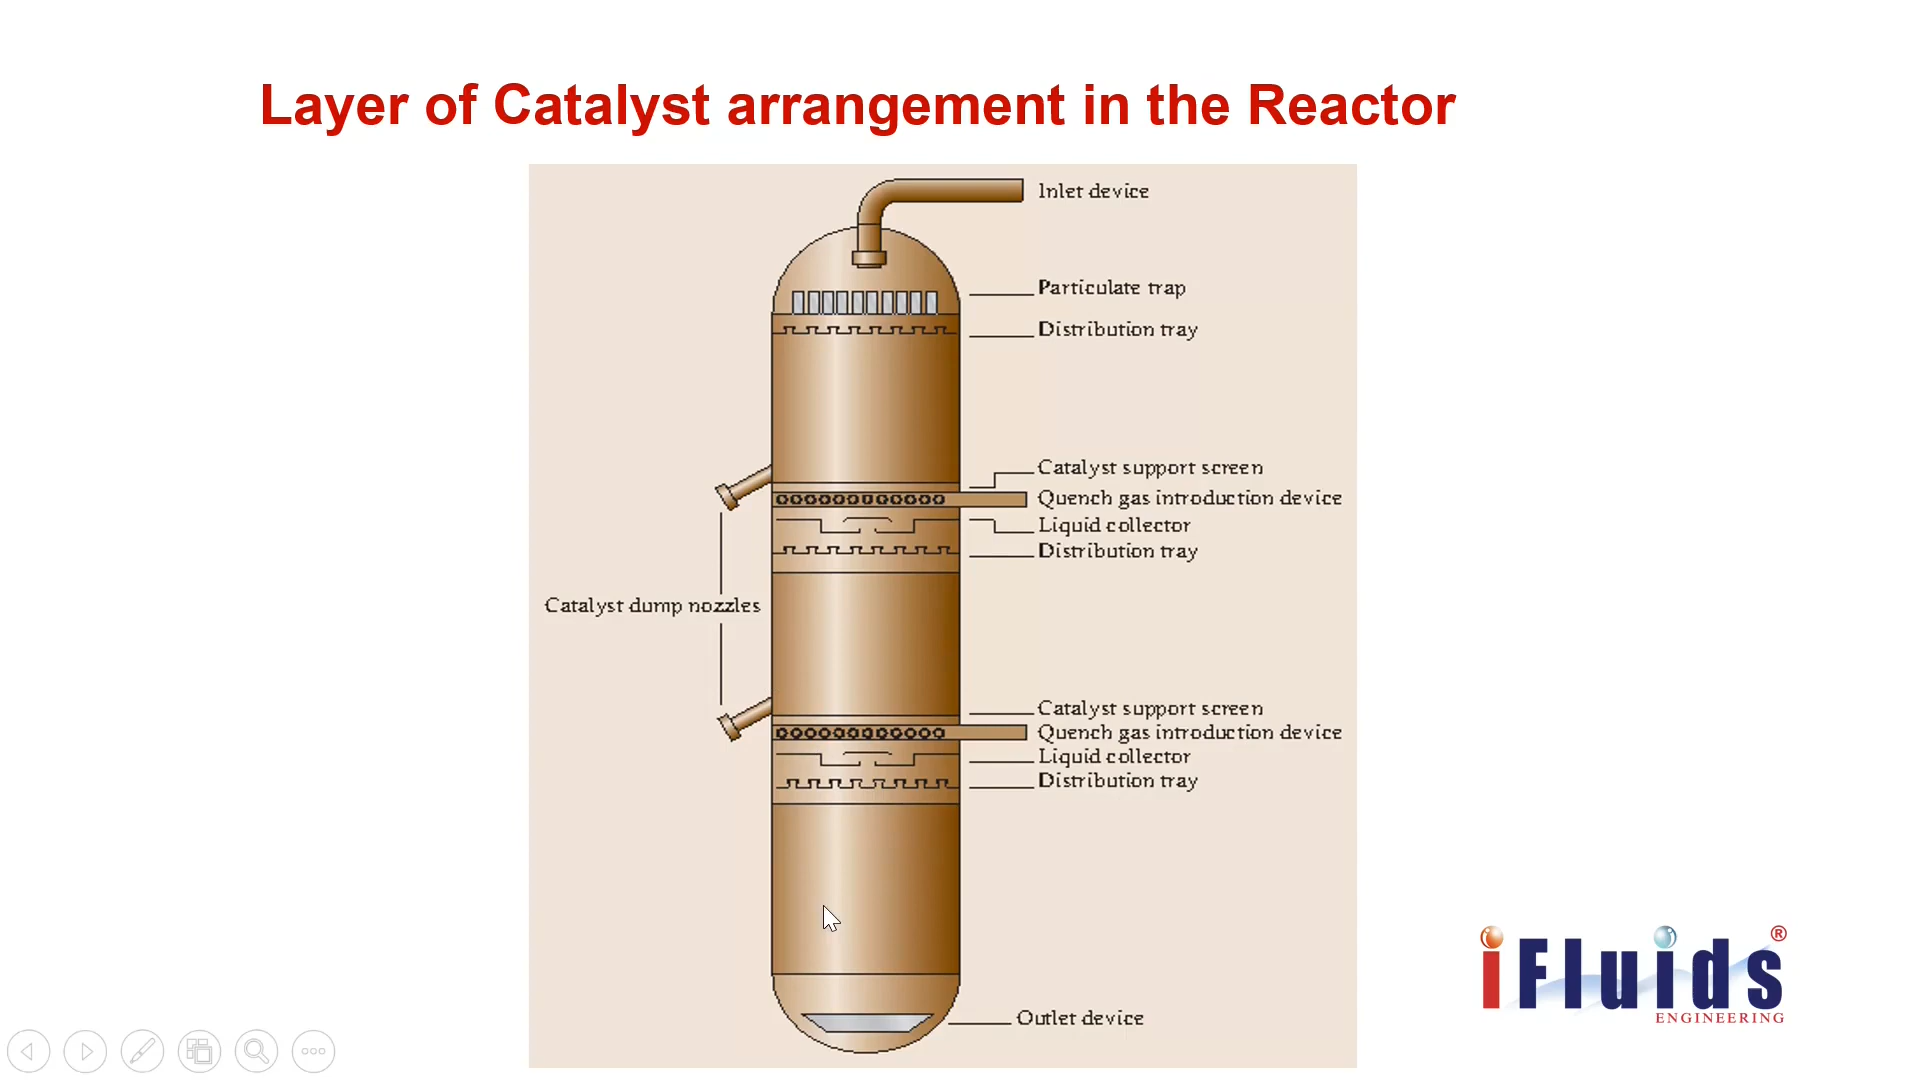 Layer of Catalyst arrangement in the Reactor
Inlet device
Particulate trap
Distribution tray
Catalyst support screen
Quench gas introduction device
Liquid collector
Distribution tray
Catalyst dump nozzles
Catalyst support screen
Quench gas introduction device
Liquid collector
Distribution tray
Outlet device
iFluids®
ENGINEERING